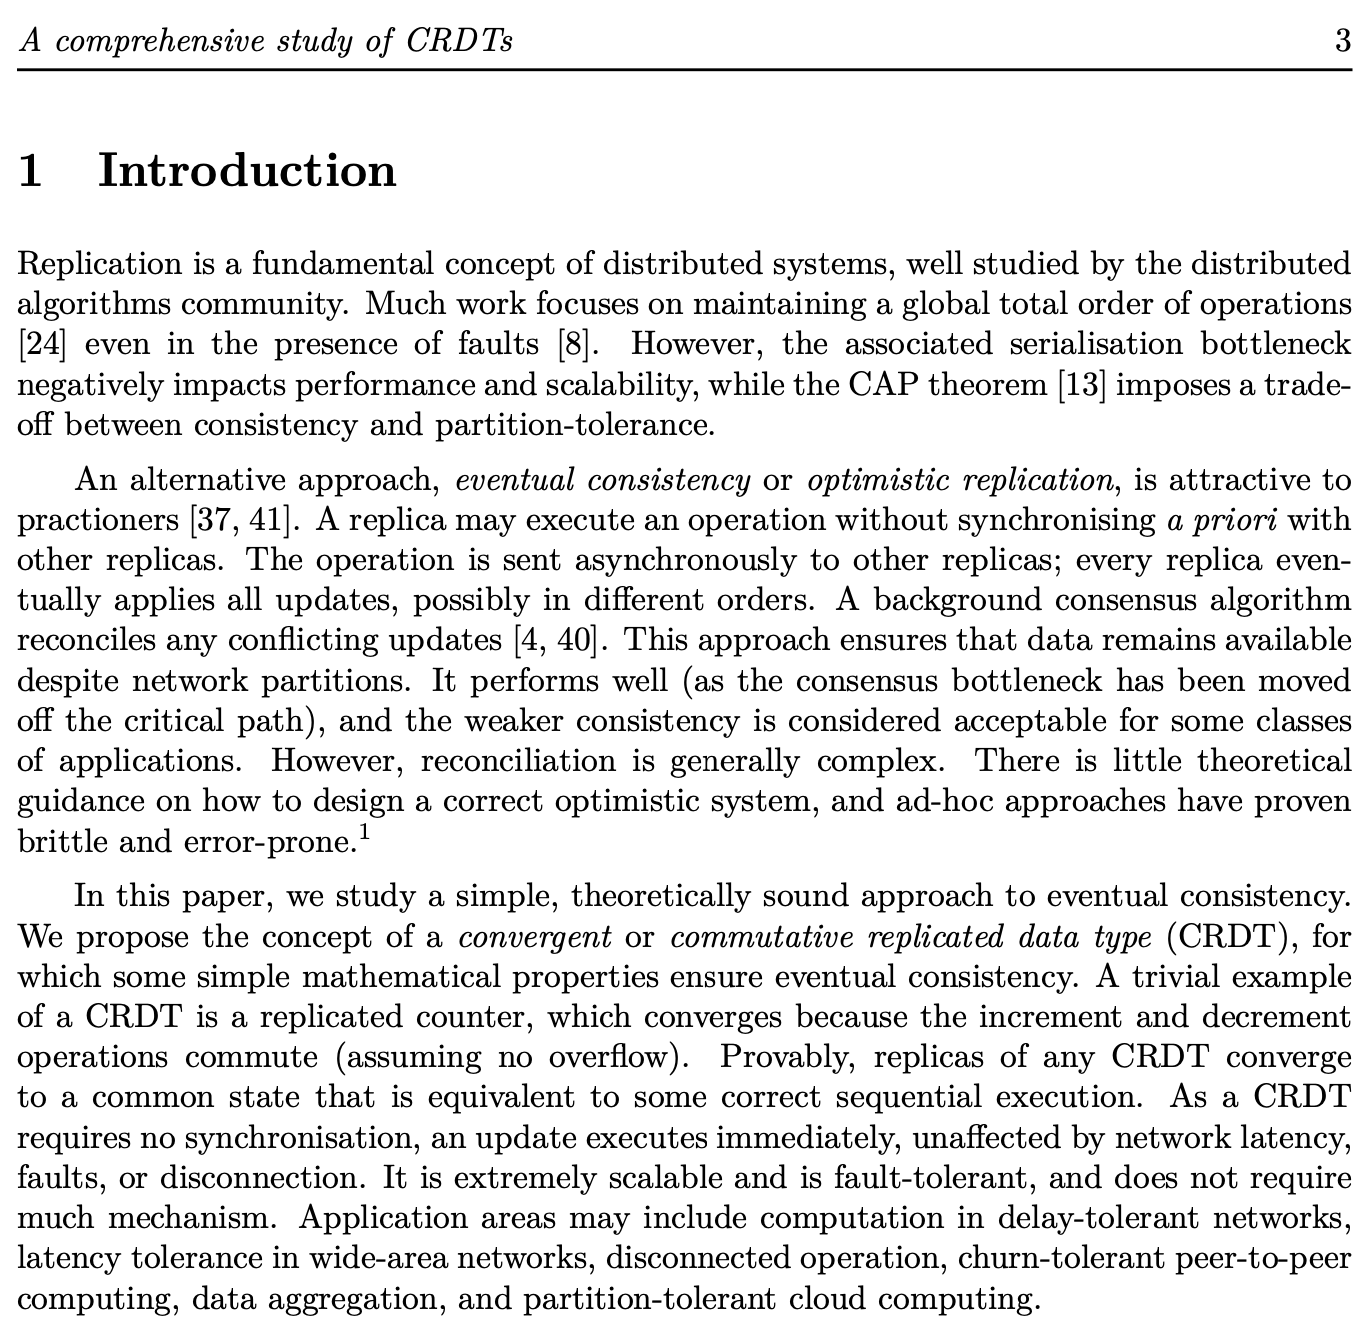 A comprehensive study of CRDTs 3
1 Introduction
Replication is a fundamental concept of distributed systems, well studied by the distributed
algorithms community. Much work focuses on maintaining a global total order of operations
[24] even in the presence of faults [8]. However, the associated serialisation bottleneck
negatively impacts performance and scalability, while the CAP theorem [13] imposes a trade-
off between consistency and partition-tolerance.
An alternative approach, eventual consistency or optimistic replication, is attractive to
practioners [37, 41]. A replica may execute an operation without synchronising a priori with
other replicas. The operation is sent asynchronously to other replicas; every replica even-
tually applies all updates, possibly in different orders. A background consensus algorithm
reconciles any conflicting updates [4, 40]. This approach ensures that data remains available
despite network partitions. It performs well (as the consensus bottleneck has been moved
off the critical path), and the weaker consistency is considered acceptable for some classes
of applications. However, reconciliation is generally complex. There is little theoretical
guidance on how to design a correct optimistic system, and ad-hoc approaches have proven
brittle and error-prone.1
In this paper, we study a simple, theoretically sound approach to eventual consistency.
We propose the concept of a convergent or commutative replicated data type (CRDT), for
which some simple mathematical properties ensure eventual consistency. A trivial example
of a CRDT is a replicated counter, which converges because the increment and decrement
operations commute (assuming no overflow). Provably, replicas of any CRDT converge
to a common state that is equivalent to some correct sequential execution. As a CRDT
requires no synchronisation, an update executes immediately, unaffected by network latency,
faults, or disconnection. It is extremely scalable and is fault-tolerant, and does not require
much mechanism. Application areas may include computation in delay-tolerant networks,
latency tolerance in wide-area networks, disconnected operation, churn-tolerant peer-to-peer
computing, data aggregation, and partition-tolerant cloud computing.